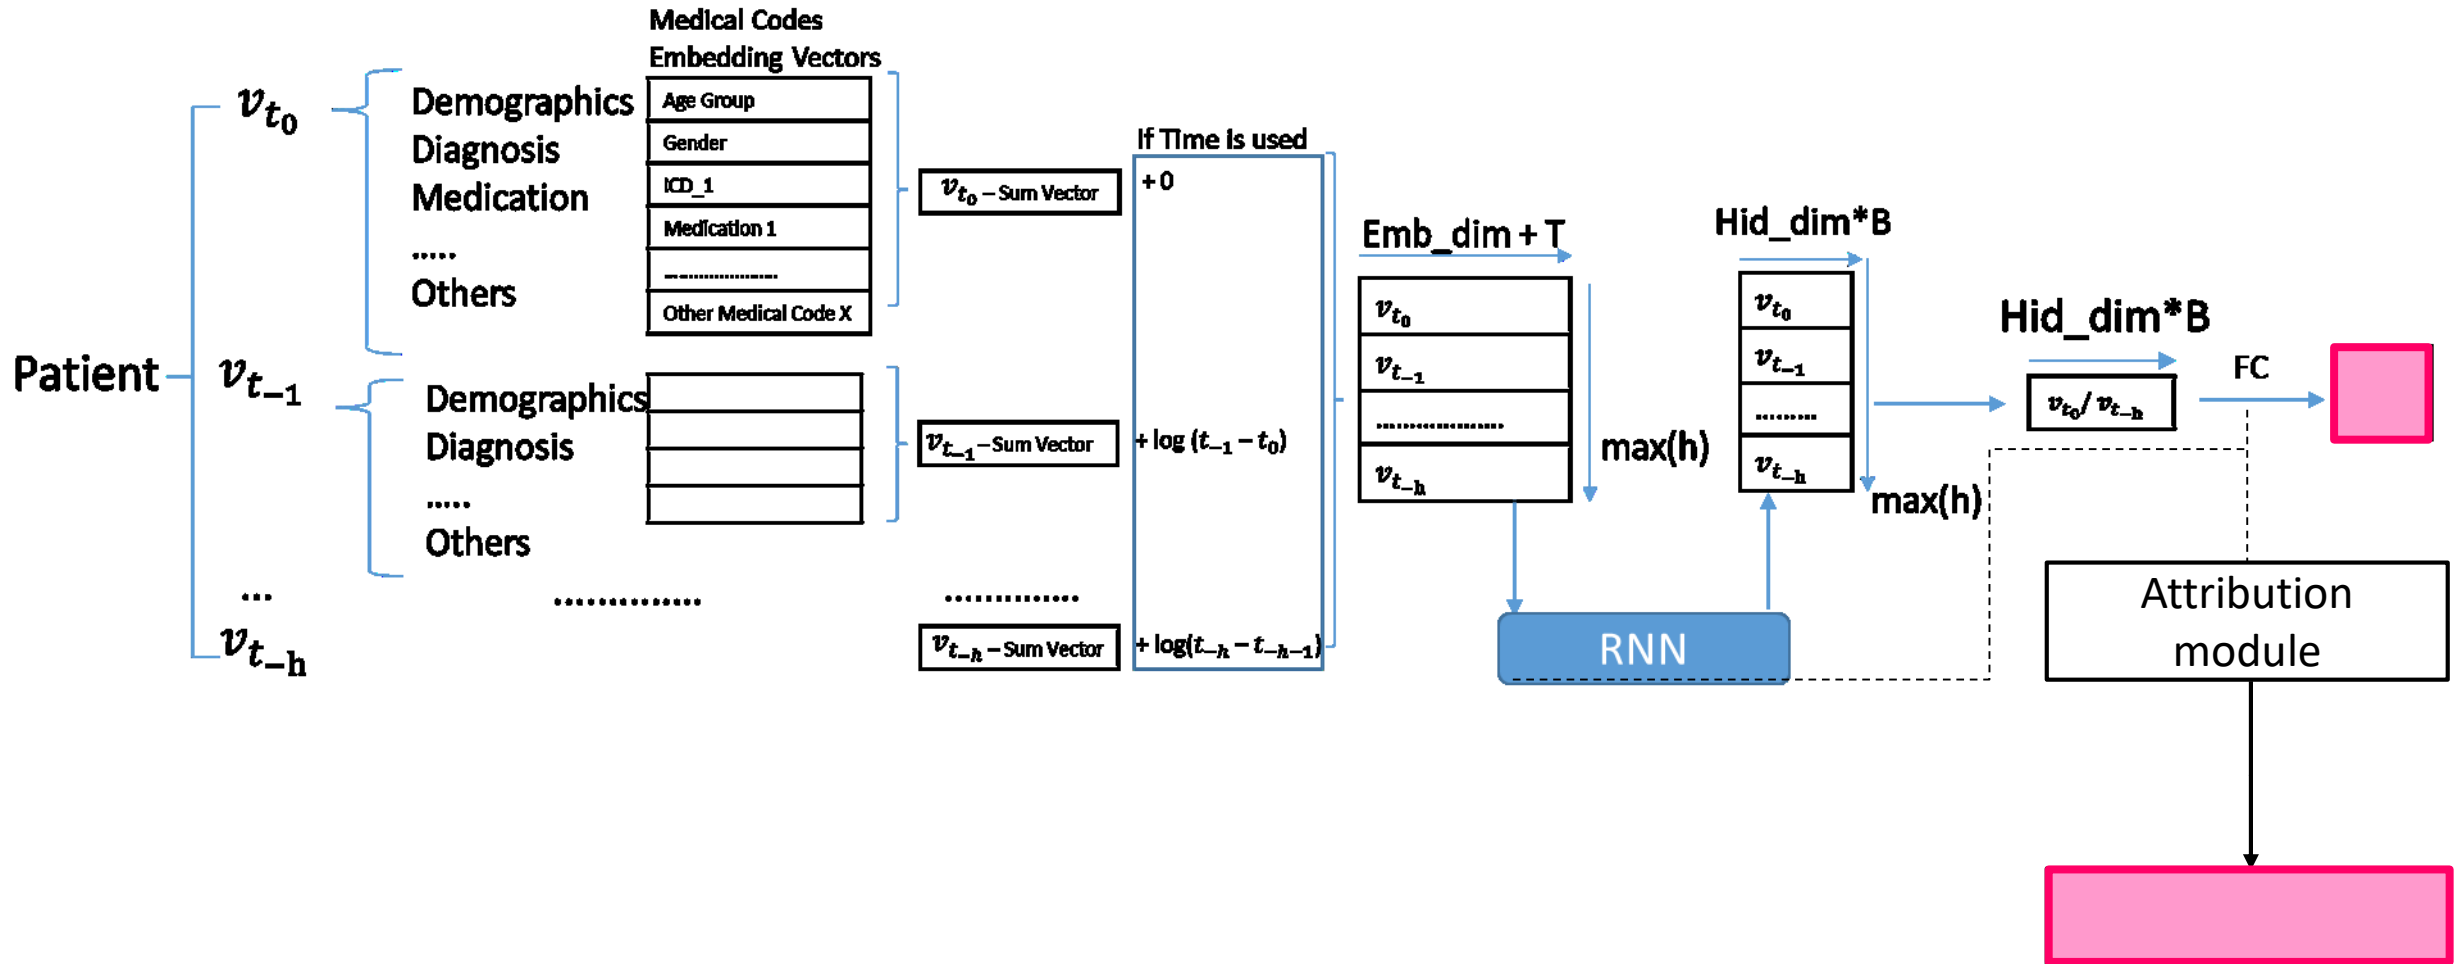 Medical Codes
Embedding Vectors
Patient
v_{t_0}
Demographics
Diagnosis
Medication
.....
Others
Age Group
Gender
ICD_1
Medication 1
......................
Other Medical Code X
v_{t_0} – Sum Vector
v_{t_{-1}}
Demographics
Diagnosis
.....
Others
v_{t_{-1}} – Sum Vector
...
..............
.............
v_{t_{-h}}
v_{t_{-h}} – Sum Vector
If Time is used
+ 0
+ log (t_{-1} – t_0)
+ log(t_{-h} – t_{-h-1})
Emb_dim + T
v_{t_0}
v_{t_{-1}}
......................
v_{t_{-h}}
max(h)
RNN
Hid_dim*B
v_{t_0}
v_{t_{-1}}
.........
v_{t_{-h}}
max(h)
Hid_dim*B
v_{t_0}/ v_{t_{-h}}
FC
Attribution
module